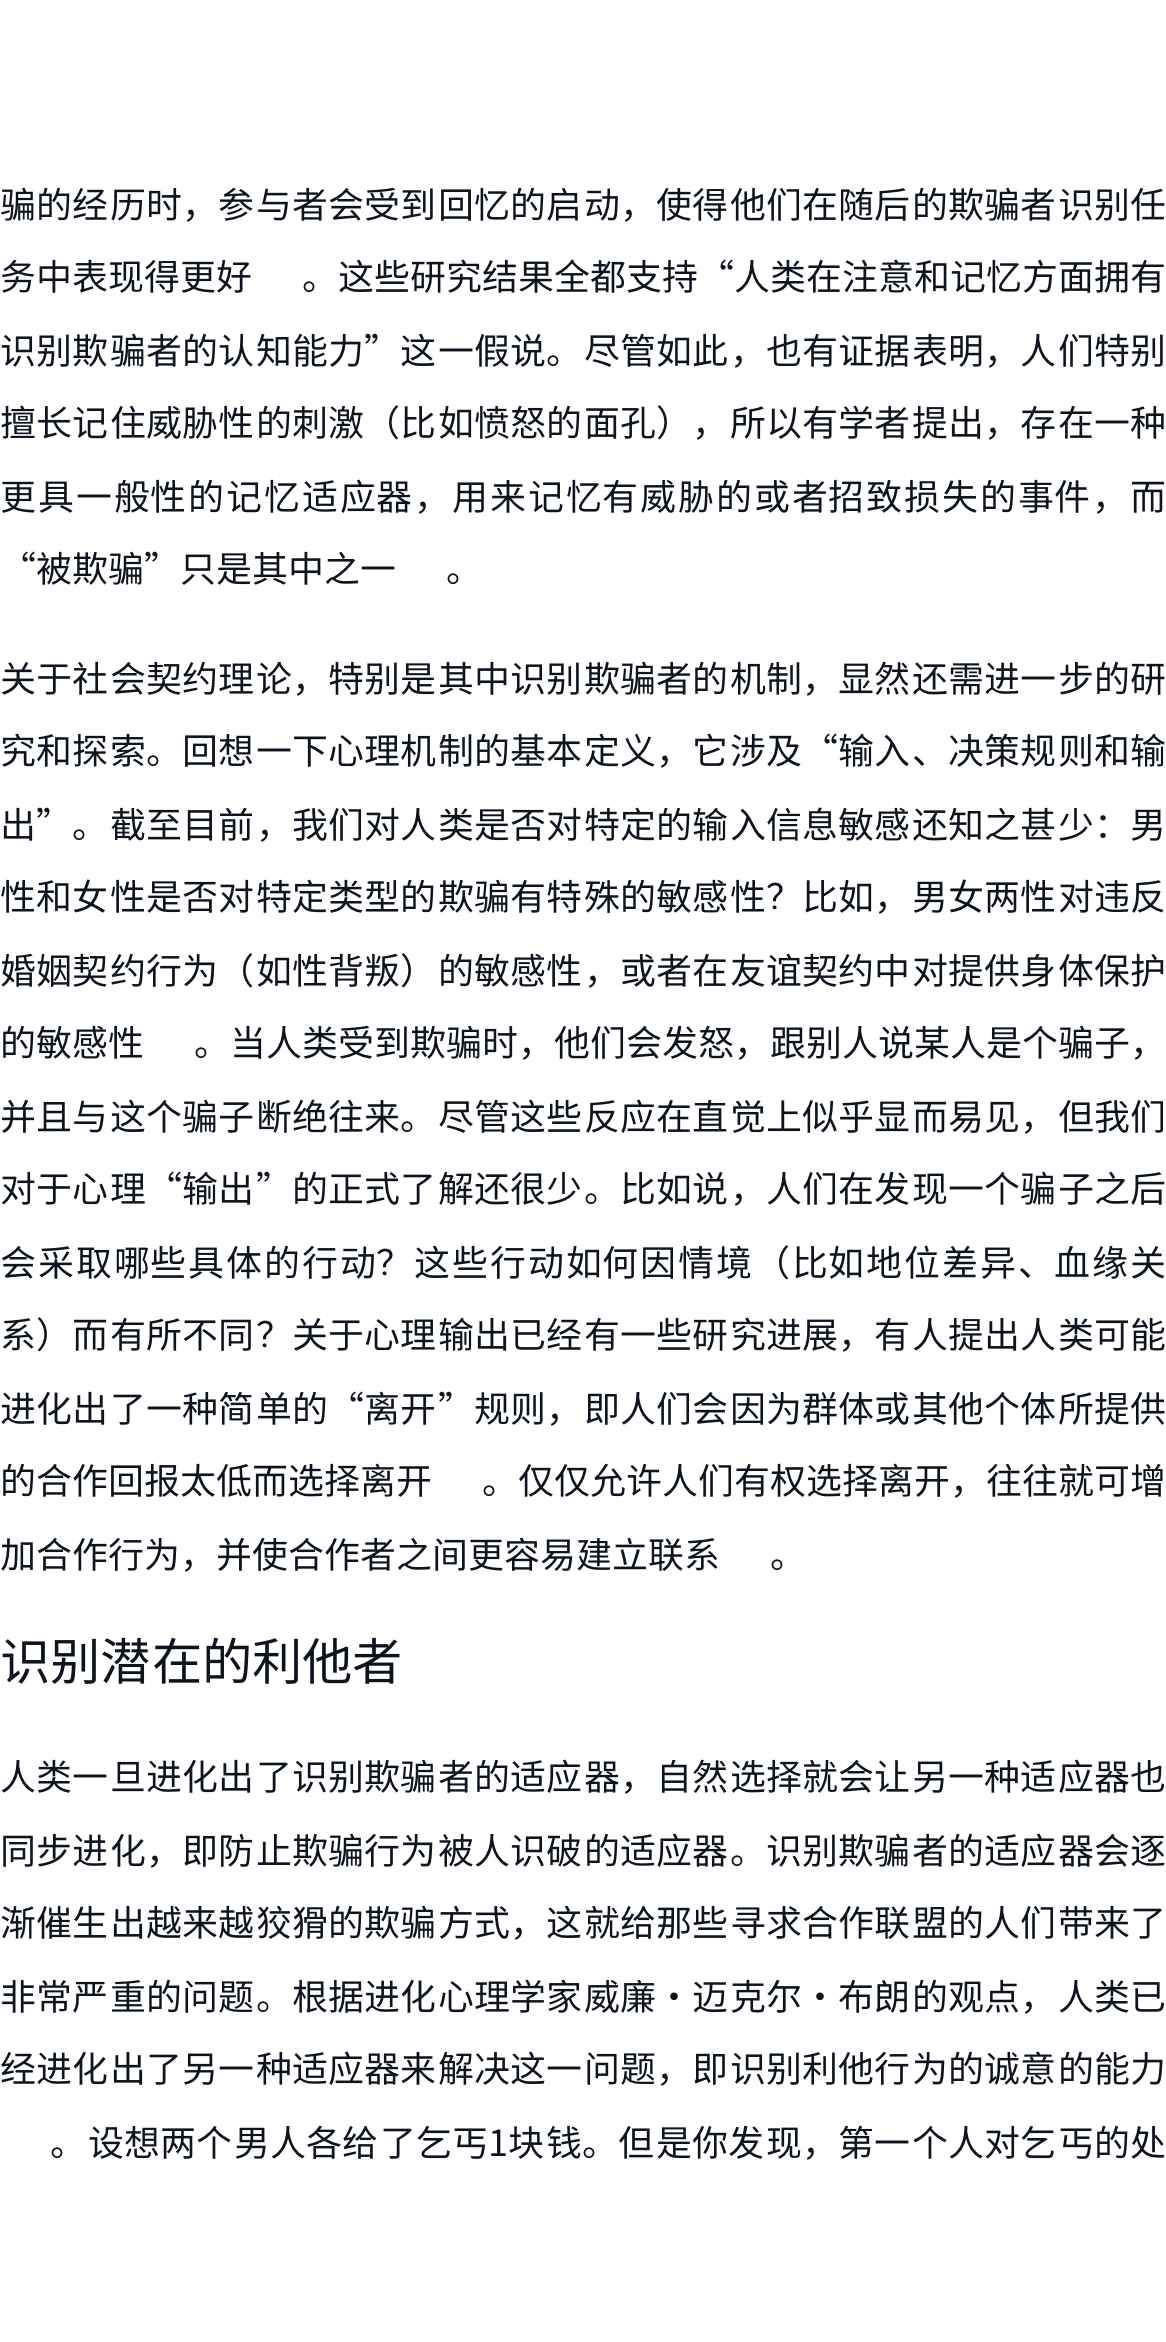 骗的经历时，参与者会受到回忆的启动，使得他们在随后的欺骗者识别任
务中表现得更好 。这些研究结果全都支持“人类在注意和记忆方面拥有
识别欺骗者的认知能力”这一假说。尽管如此，也有证据表明，人们特别
擅长记住威胁性的刺激（比如愤怒的面孔），所以有学者提出，存在一种
更具一般性的记忆适应器，用来记忆有威胁的或者招致损失的事件，而
“被欺骗”只是其中之一 。
关于社会契约理论，特别是其中识别欺骗者的机制，显然还需进一步的研
究和探索。回想一下心理机制的基本定义，它涉及“输入、决策规则和输
出”。截至目前，我们对人类是否对特定的输入信息敏感还知之甚少：男
性和女性是否对特定类型的欺骗有特殊的敏感性？比如，男女两性对违反
婚姻契约行为（如性背叛）的敏感性，或者在友谊契约中对提供身体保护
的敏感性 。当人类受到欺骗时，他们会发怒，跟别人说某人是个骗子，
并且与这个骗子断绝往来。尽管这些反应在直觉上似乎显而易见，但我们
对于心理“输出”的正式了解还很少。比如说，人们在发现一个骗子之后
会采取哪些具体的行动？这些行动如何因情境（比如地位差异、血缘关
系）而有所不同？关于心理输出已经有一些研究进展，有人提出人类可能
进化出了一种简单的“离开”规则，即人们会因为群体或其他个体所提供
的合作回报太低而选择离开 。仅仅允许人们有权选择离开，往往就可增
加合作行为，并使合作者之间更容易建立联系 。
识别潜在的利他者
人类一旦进化出了识别欺骗者的适应器，自然选择就会让另一种适应器也
同步进化，即防止欺骗行为被人识破的适应器。识别欺骗者的适应器会逐
渐催生出越来越狡猾的欺骗方式，这就给那些寻求合作联盟的人们带来了
非常严重的问题。根据进化心理学家威廉·迈克尔·布朗的观点，人类已
经进化出了另一种适应器来解决这一问题，即识别利他行为的诚意的能力
。设想两个男人各给了乞丐1块钱。但是你发现，第一个人对乞丐的处